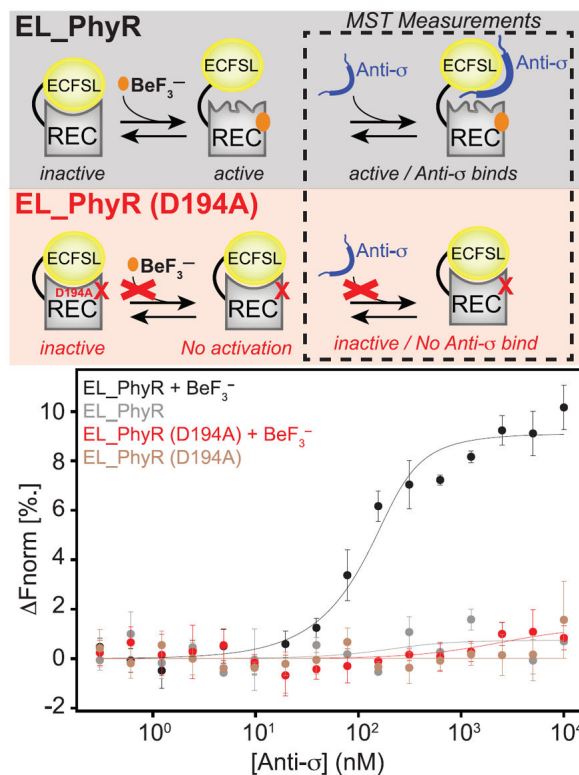 EL_PhyR
MST Measurements
ECFSL
REC
inactive
BeF3−
ECFSL
REC
active
Anti-σ
ECFSL
Anti-σ
REC
active / Anti-σ binds
EL_PhyR (D194A)
ECFSL
D194A
X
REC
inactive
BeF3−
ECFSL
X
REC
No activation
Anti-σ
ECFSL
X
REC
inactive / No Anti-σ bind
EL_PhyR + BeF3−
EL_PhyR
EL_PhyR (D194A) + BeF3−
EL_PhyR (D194A)
ΔFnorm [%.]
10
8
6
4
2
0
-2
10⁰
10¹
10²
10³
10⁴
[Anti-σ] (nM)